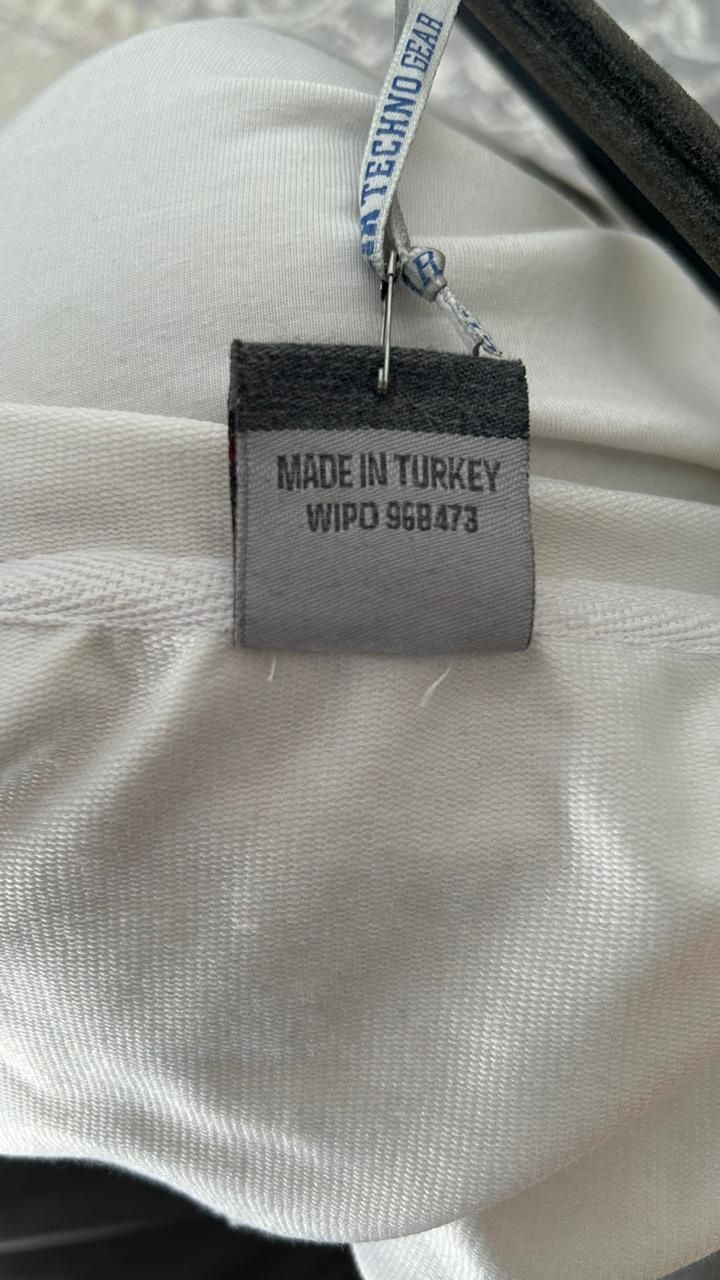 TECHNO GEAR
R
MADE IN TURKEY
WIPO 968473